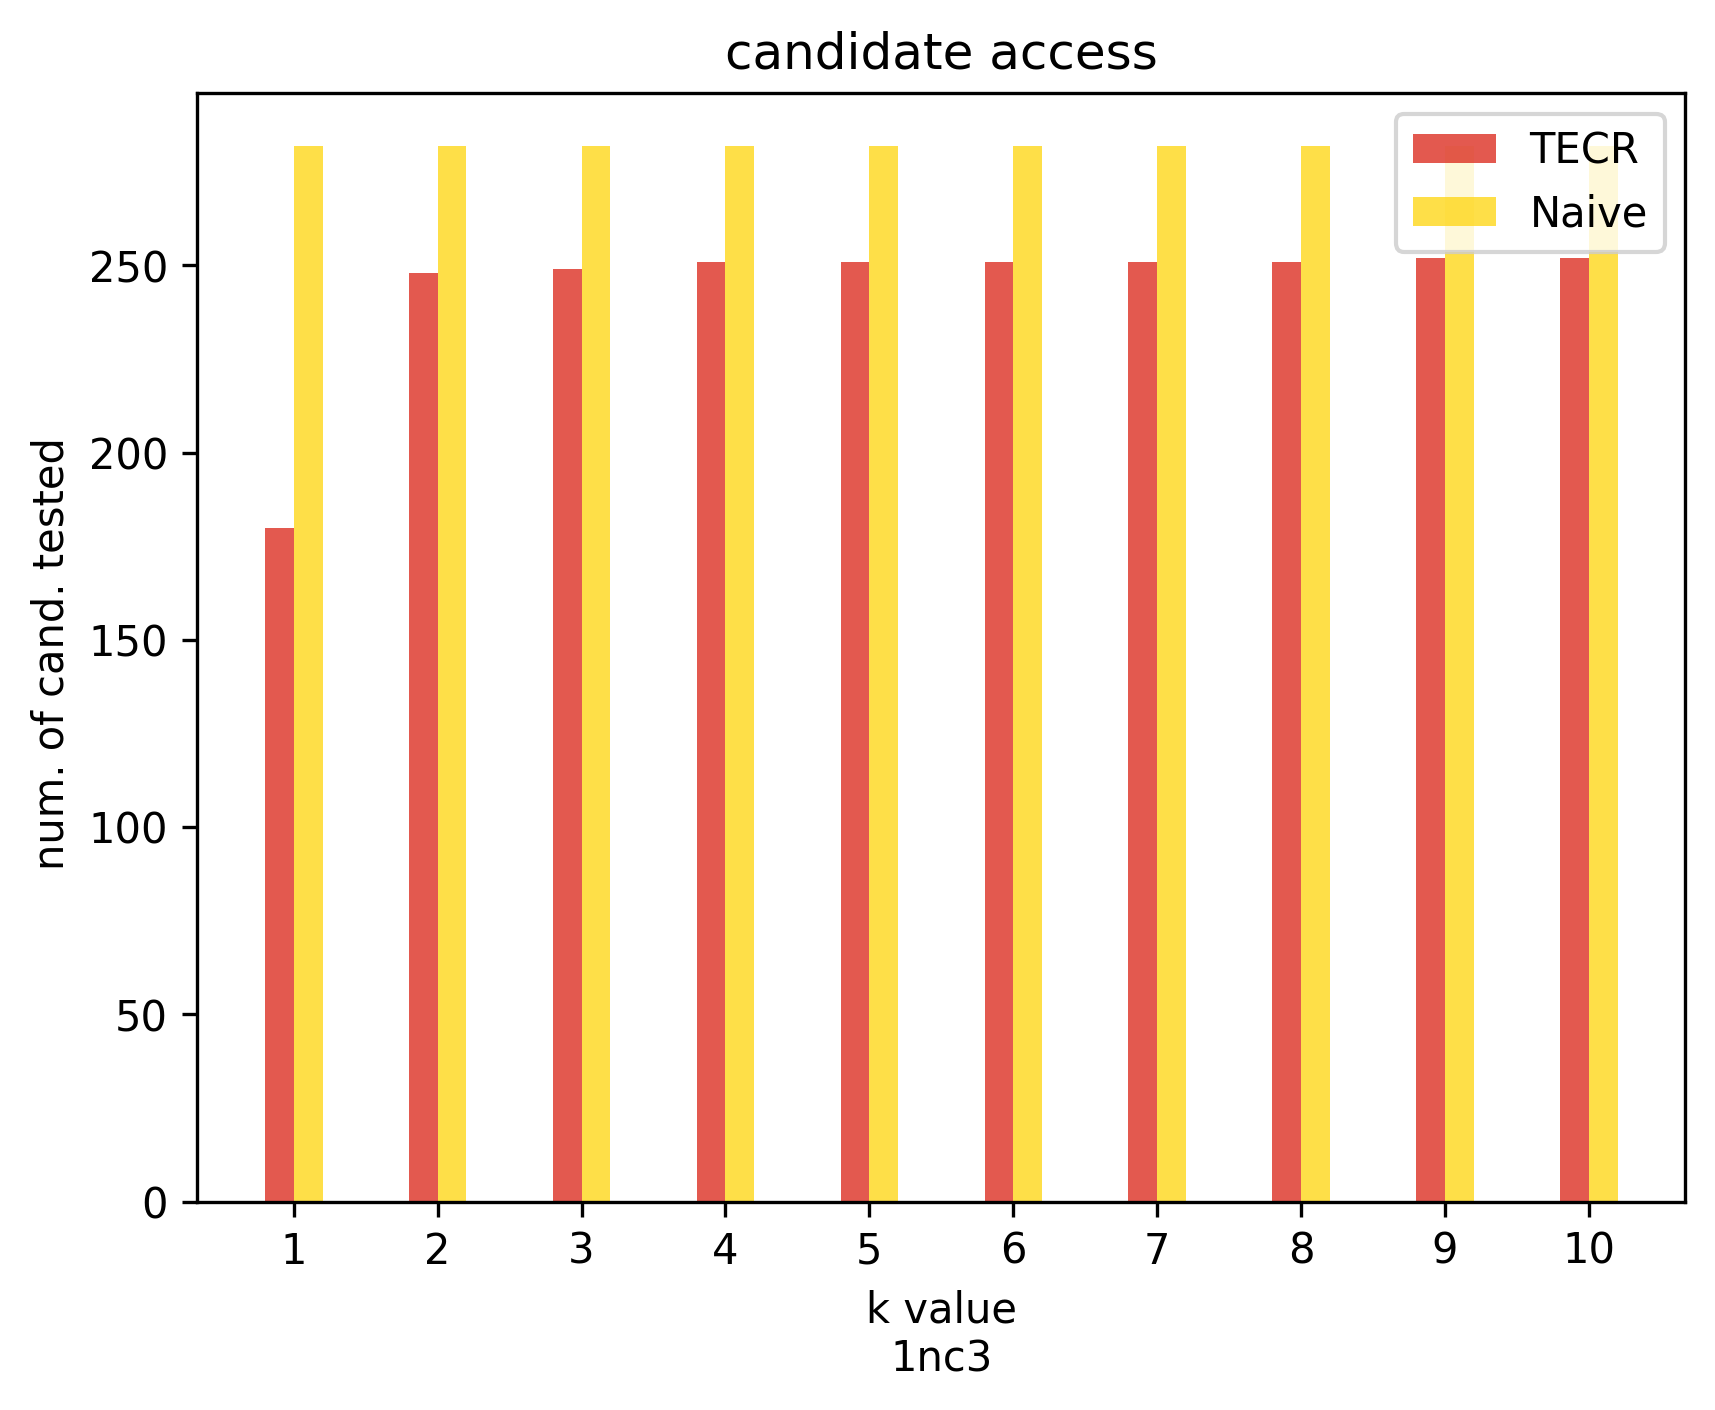 candidate access
TECR
Naive
num. of cand. tested
250
200
150
100
50
0
1 2 3 4 5 6 7 8 9 10
k value
1nc3